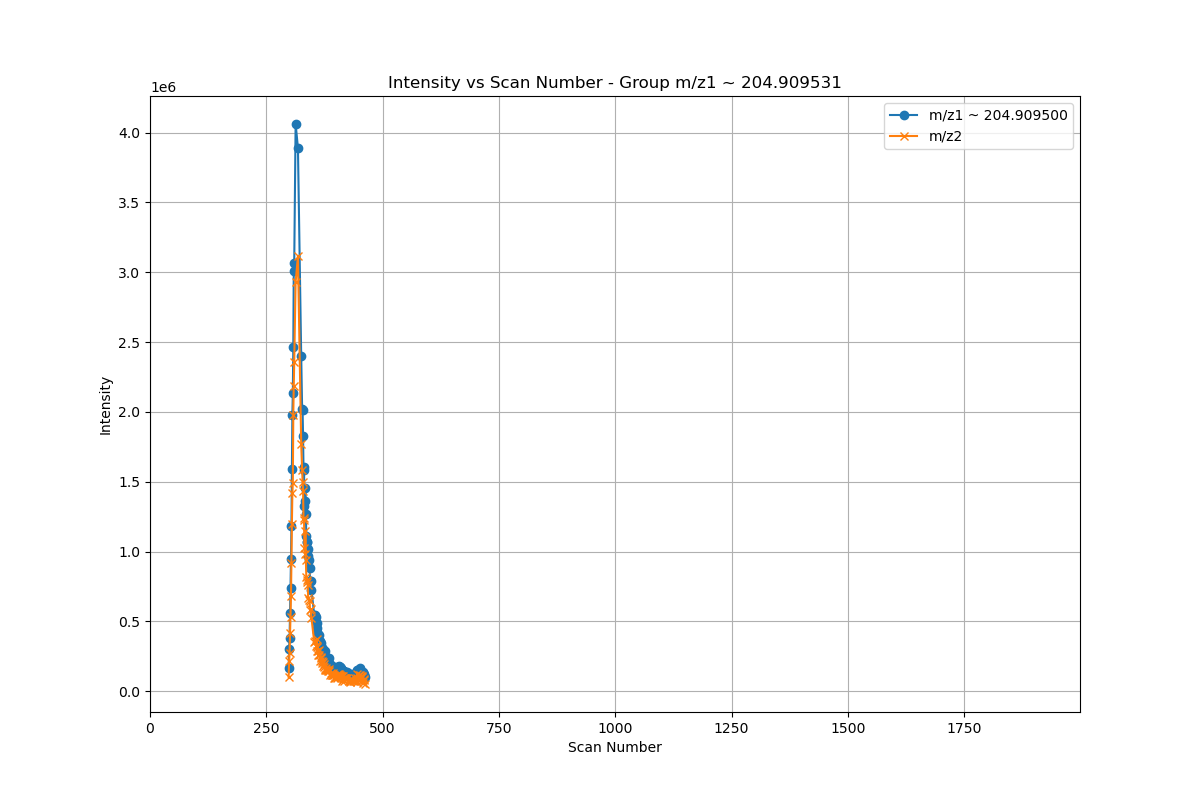 Intensity vs Scan Number - Group m/z1 ~ 204.909531
1e6
m/z1 ~ 204.909500
m/z2
4.0
3.5
3.0
2.5
2.0
1.5
1.0
0.5
0.0
Intensity
0 250 500 750 1000 1250 1500 1750
Scan Number